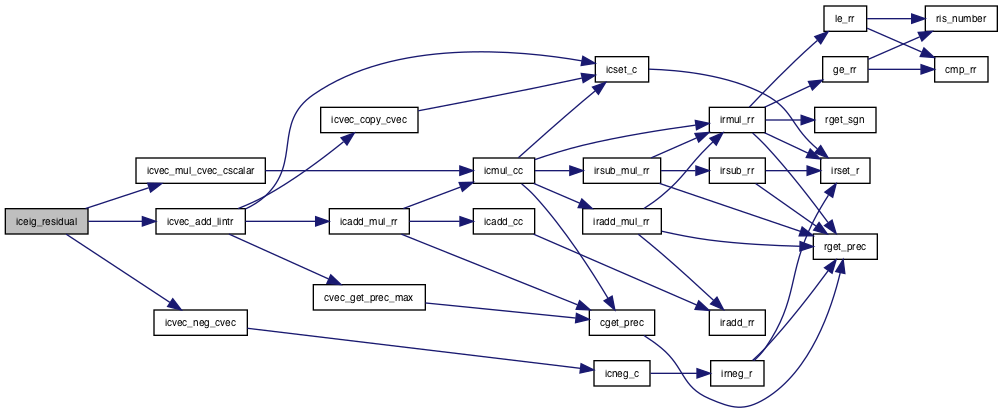 iceig_residual
icvec_mul_cvec_cscalar
icvec_add_lintr
icvec_neg_cvec
icvec_copy_cvec
icadd_mul_rr
cvec_get_prec_max
icmul_cc
icadd_cc
icset_c
irsub_mul_rr
iradd_mul_rr
cget_prec
icneg_c
irmul_rr
irsub_rr
iradd_rr
irneg_r
le_rr
ge_rr
rget_sgn
irset_r
rget_prec
ris_number
cmp_rr